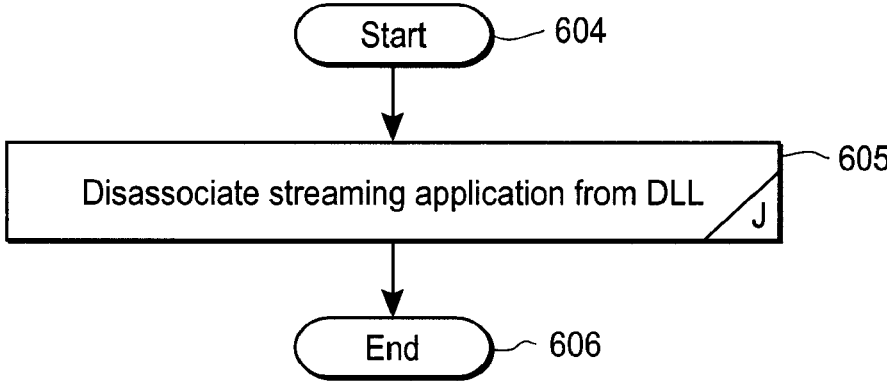 Start
604
605
Disassociate streaming application from DLL
J
End
606